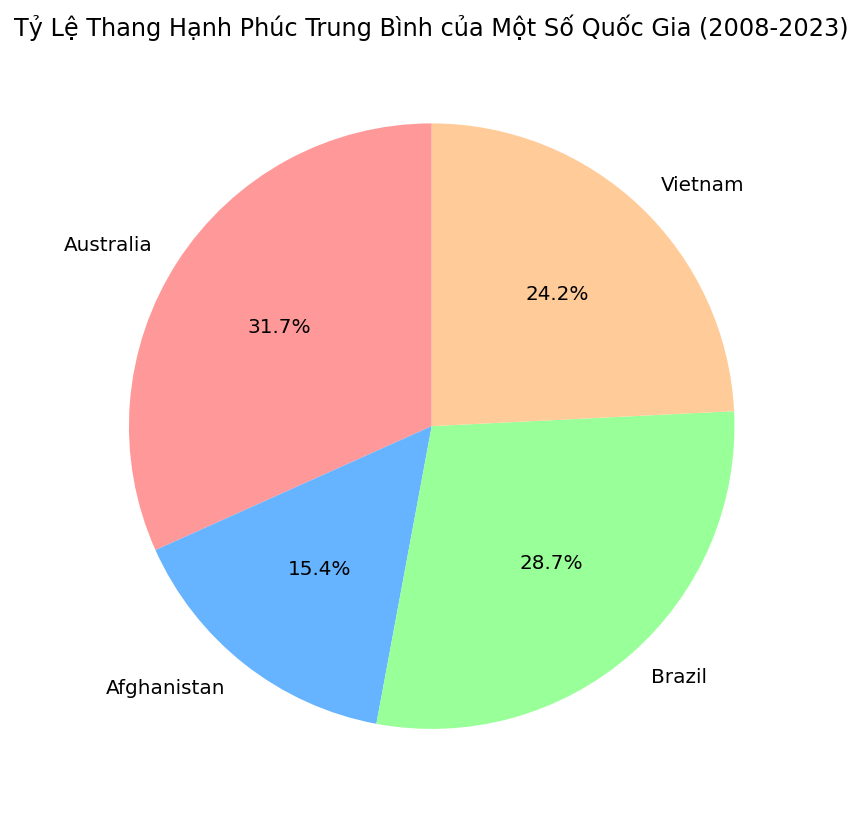 Tỷ Lệ Thang Hạnh Phúc Trung Bình của Một Số Quốc Gia (2008-2023)
Vietnam
Australia
24.2%
31.7%
28.7%
15.4%
Brazil
Afghanistan